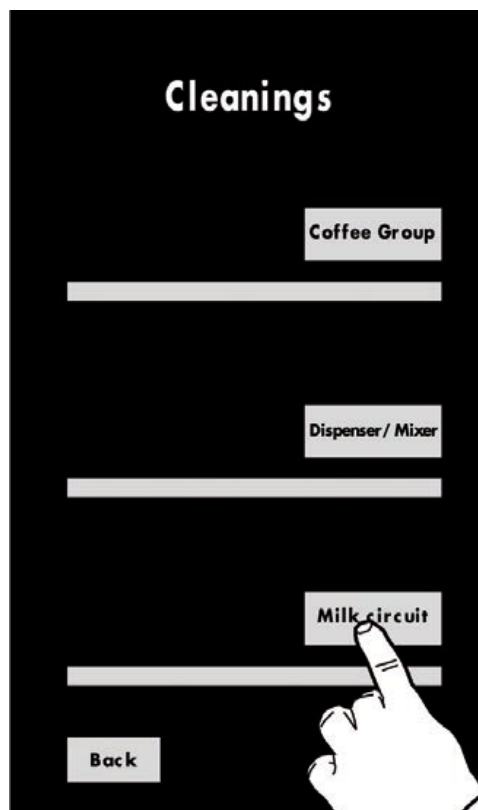 Cleanings
Coffee Group
Dispenser/ Mixer
Milk circuit
Back